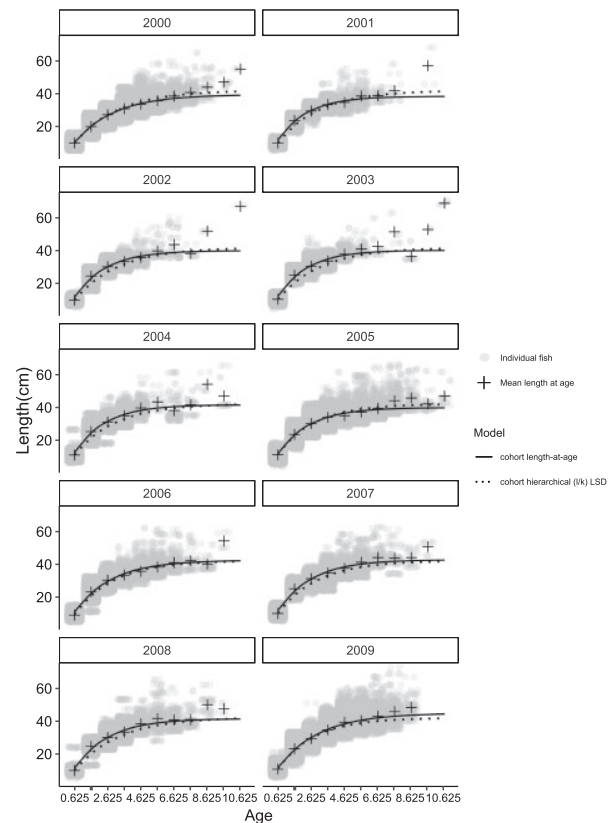 2000 2001
60
40
20
2002 2003
60
40
20
2004 2005
60
40
20
2006 2007
60
40
20
2008 2009
60
40
20
0.625 2.625 4.625 6.625 8.625 10.625 0.625 2.625 4.625 6.625 8.625 10.625
Age
Length(cm)
Individual fish
Mean length at age
Model
cohort length-at-age
cohort hierarchical (l/k) LSD